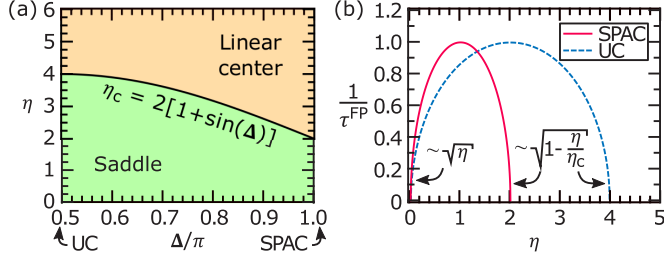 (a)
6
5
4
3
2
1
0
η
Linear
center
η_c = 2[1+sin(Δ)]
Saddle
0.5 0.6 0.7 0.8 0.9 1.0
UC Δ/π SPAC
(b)
1.2
1.0
0.8
0.6
0.4
0.2
0
1/τ^FP
SPAC
UC
~√η
~√(1-η/η_c)
0 1 2 3 4 5
η